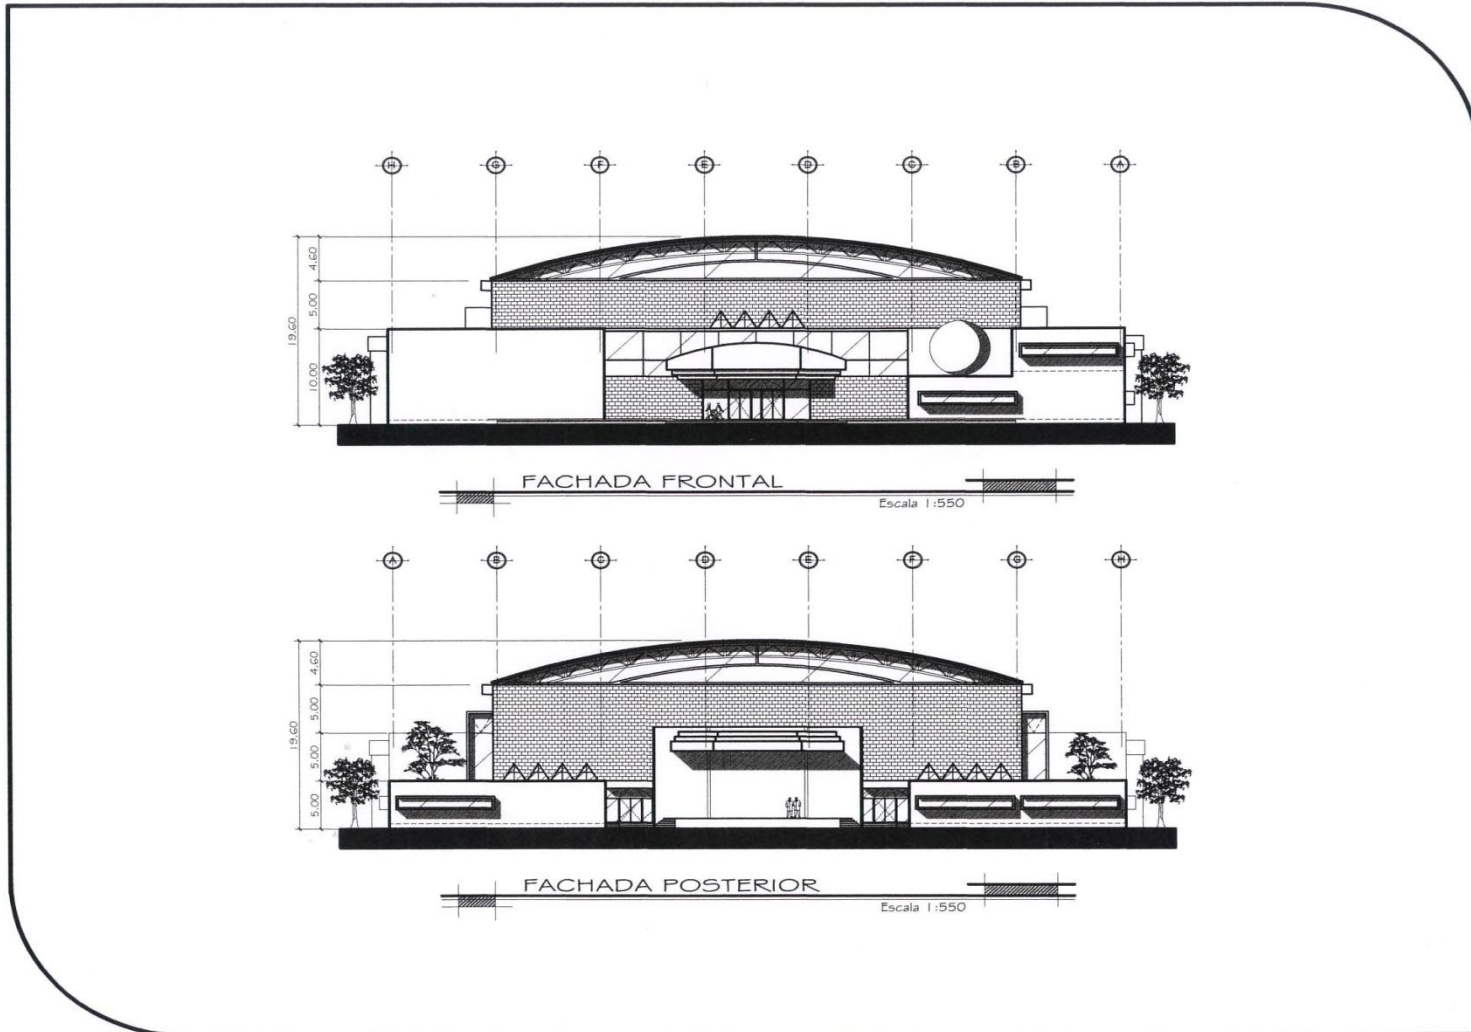 H G F E D C B A
4.60
5.00
19.60
10.00
FACHADA FRONTAL
Escala 1:550
A B C D E F G H
4.60
5.00
19.60
5.00
5.00
FACHADA POSTERIOR
Escala 1:550